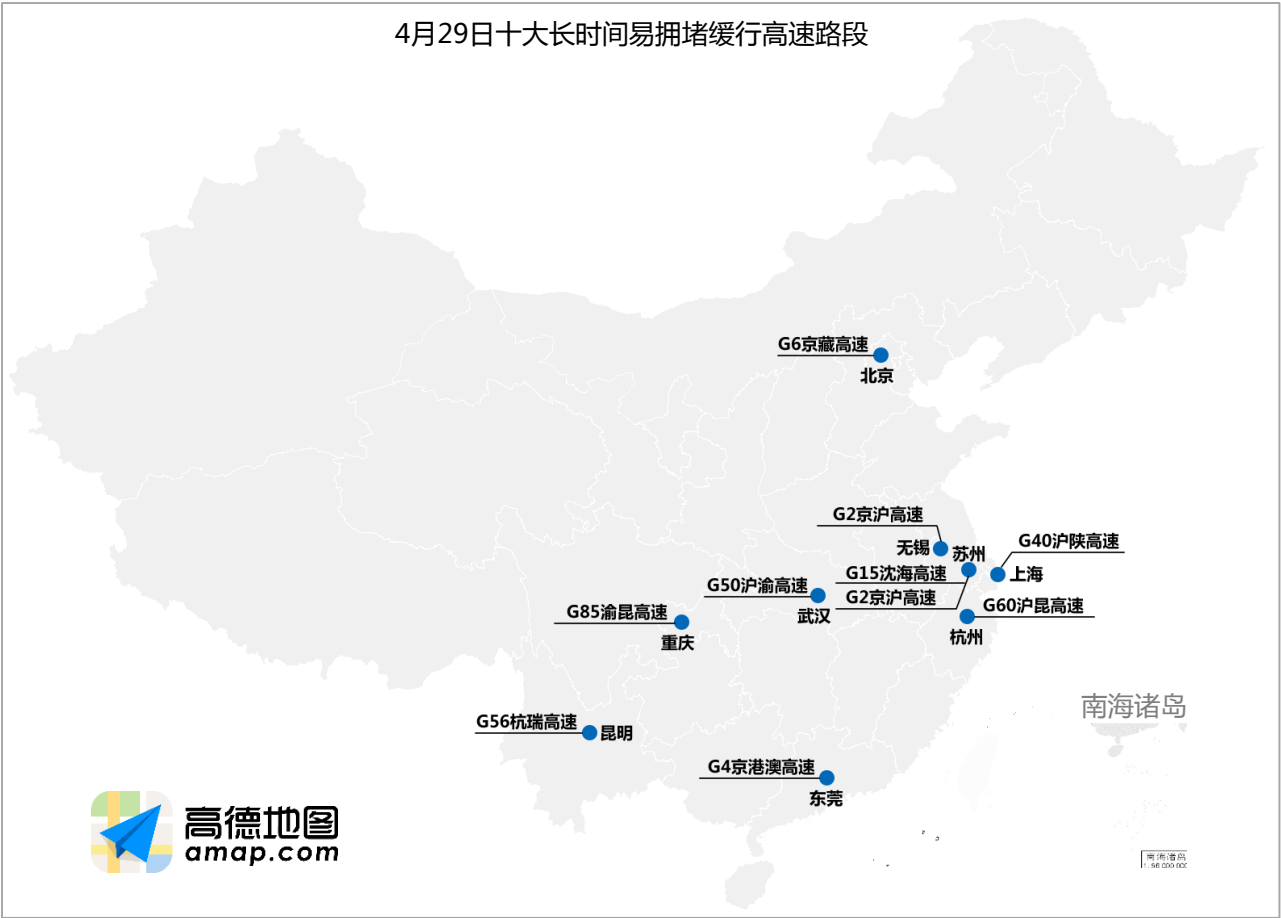 4月29日十大长时间易拥堵缓行高速路段
G6京藏高速
北京
G2京沪高速
无锡
苏州
G40沪陕高速
上海
G15沈海高速
G2京沪高速
G50沪渝高速
武汉
G60沪昆高速
杭州
G85渝昆高速
重庆
南海诸岛
G56杭瑞高速
昆明
G4京港澳高速
东莞
高德地图
amap.com
南海诸岛